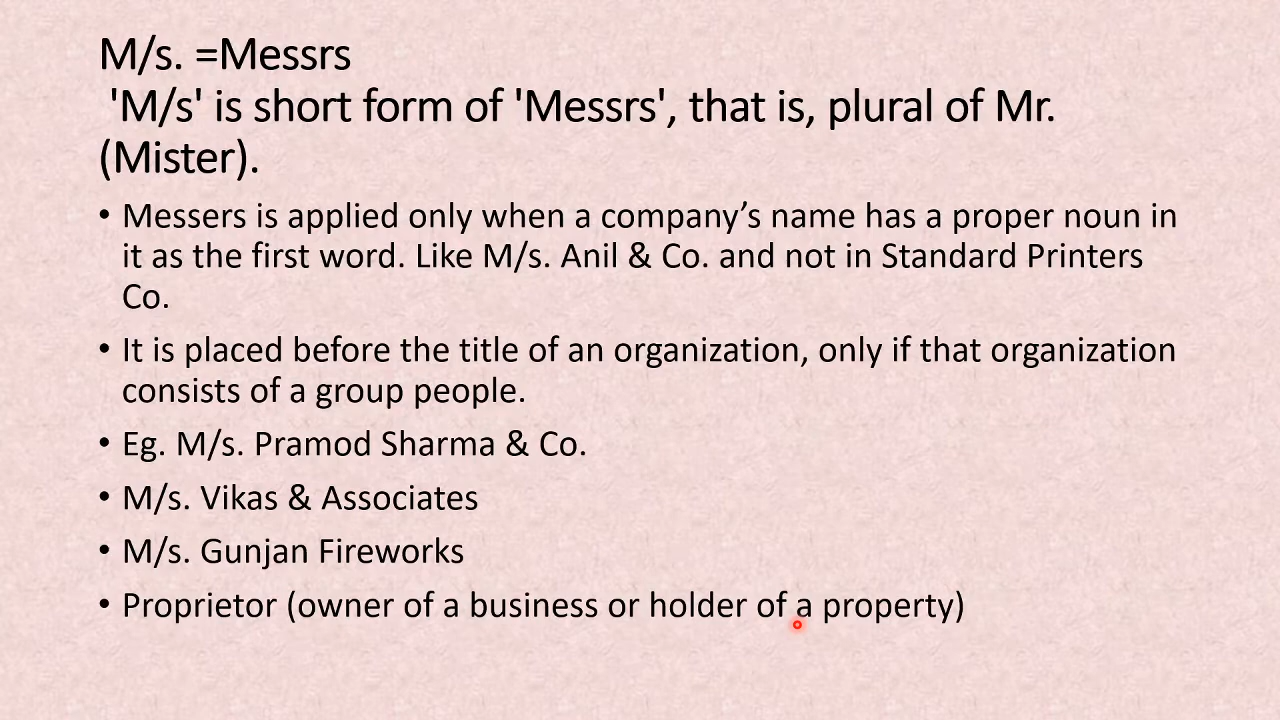 M/s. =Messrs
'M/s' is short form of 'Messrs', that is, plural of Mr.
(Mister).
• Messers is applied only when a company’s name has a proper noun in
it as the first word. Like M/s. Anil & Co. and not in Standard Printers
Co.
• It is placed before the title of an organization, only if that organization
consists of a group people.
• Eg. M/s. Pramod Sharma & Co.
• M/s. Vikas & Associates
• M/s. Gunjan Fireworks
• Proprietor (owner of a business or holder of a property)